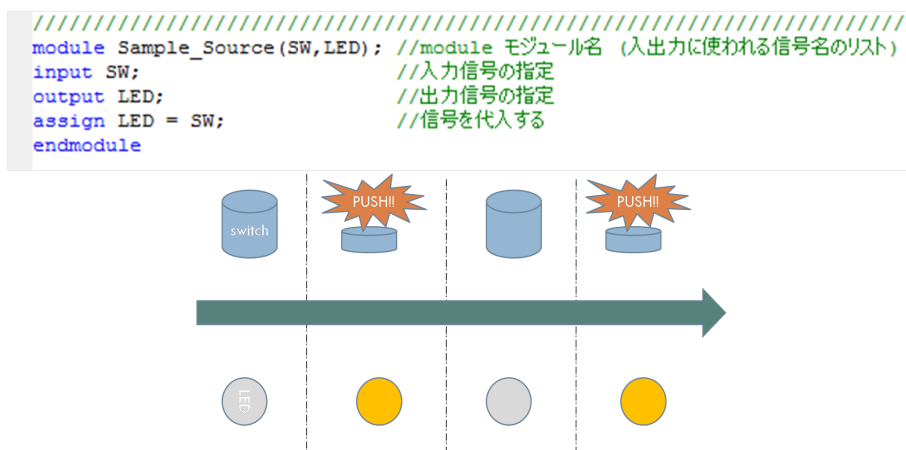 ////////////////////////////////////////////////////////////////////////
module Sample_Source(SW,LED); //module モジュール名 (入出力に使われる信号名のリスト)
input SW; //入力信号の指定
output LED; //出力信号の指定
assign LED = SW; //信号を代入する
endmodule
PUSH!!
PUSH!!
switch
LED